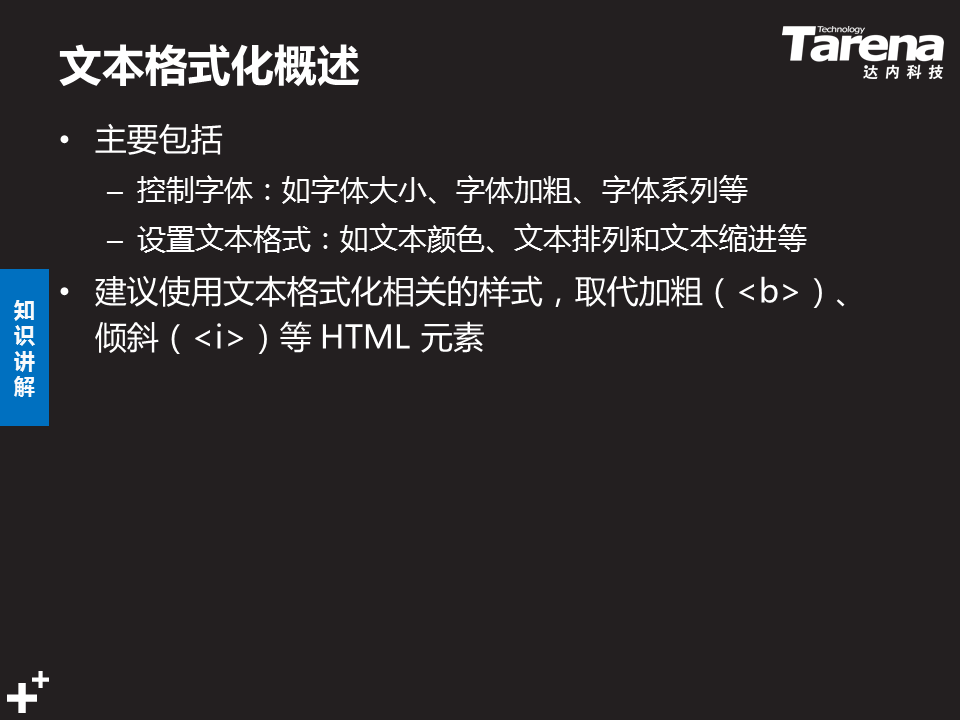 文本格式化概述
Technology
Tarena
达内科技
• 主要包括
– 控制字体：如字体大小、字体加粗、字体系列等
– 设置文本格式：如文本颜色、文本排列和文本缩进等
• 建议使用文本格式化相关的样式，取代加粗（<b>）、
倾斜（<i>）等 HTML 元素
知
识
讲
解